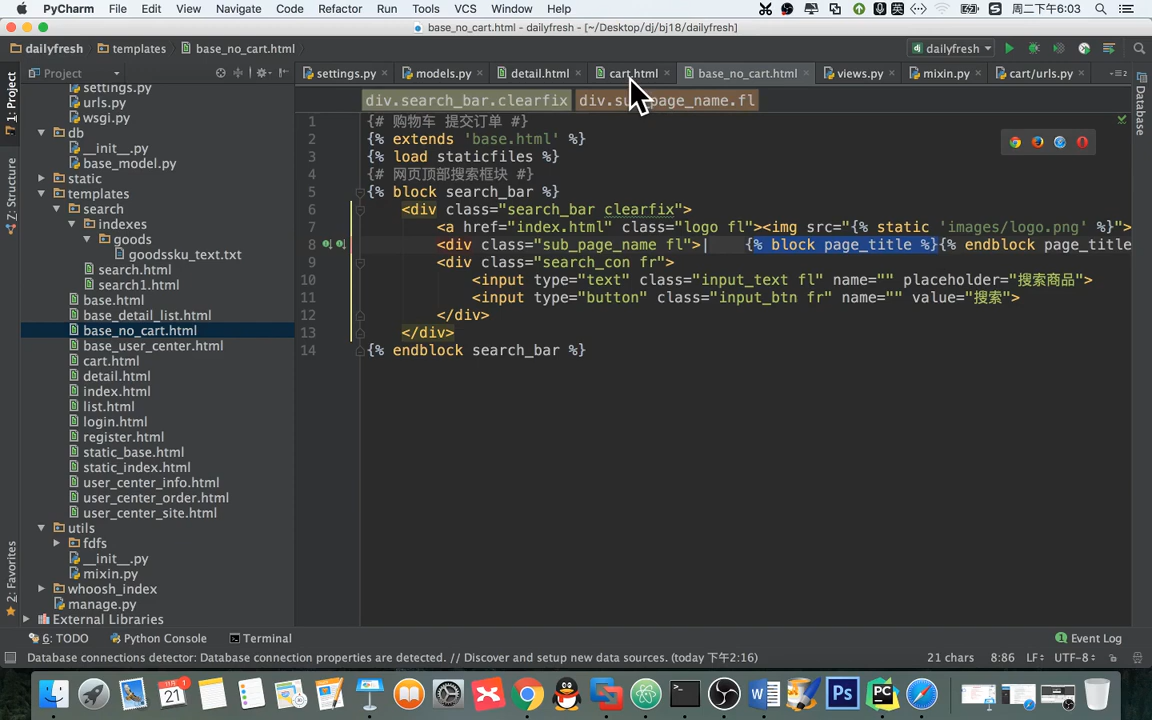 PyCharm File Edit View Navigate Code Refactor Run Tools VCS Window Help 英 周二下午6:03
base_no_cart.html - dailyfresh - [~/Desktop/dj/bj18/dailyfresh]
dailyfresh templates base_no_cart.html dailyfresh
Project settings.py models.py detail.html cart.html base_no_cart.html views.py mixin.py cart/urls.py
1: Project
Z: Structure
2: Favorites
Database
settings.py
urls.py
wsgi.py
db
__init__.py
base_model.py
static
templates
search
indexes
goods
goodssku_text.txt
search.html
search1.html
base.html
base_detail_list.html
base_no_cart.html
base_user_center.html
cart.html
detail.html
index.html
list.html
login.html
register.html
static_base.html
static_index.html
user_center_info.html
user_center_order.html
user_center_site.html
utils
fdfs
__init__.py
mixin.py
whoosh_index
manage.py
External Libraries
div.search_bar.clearfix div.sub_page_name.fl
1 {# 购物车 提交订单 #}
2 {% extends 'base.html' %}
3 {% load staticfiles %}
4 {# 网页顶部搜索框块 #}
5 {% block search_bar %}
6 <div class="search_bar clearfix">
7 <a href="index.html" class="logo fl"><img src="{% static 'images/logo.png' %}">
8 <div class="sub_page_name fl">| {% block page_title %}{% endblock page_title
9 <div class="search_con fr">
10 <input type="text" class="input_text fl" name="" placeholder="搜索商品">
11 <input type="button" class="input_btn fr" name="" value="搜索">
12 </div>
13 </div>
14 {% endblock search_bar %}
6: TODO Python Console Terminal 1 Event Log
Database connections detector: Database connection properties are detected. // Discover and setup new data sources. (today 下午2:16) 21 chars 8:86 LF÷ UTF-8÷
21
W
Ps
PC